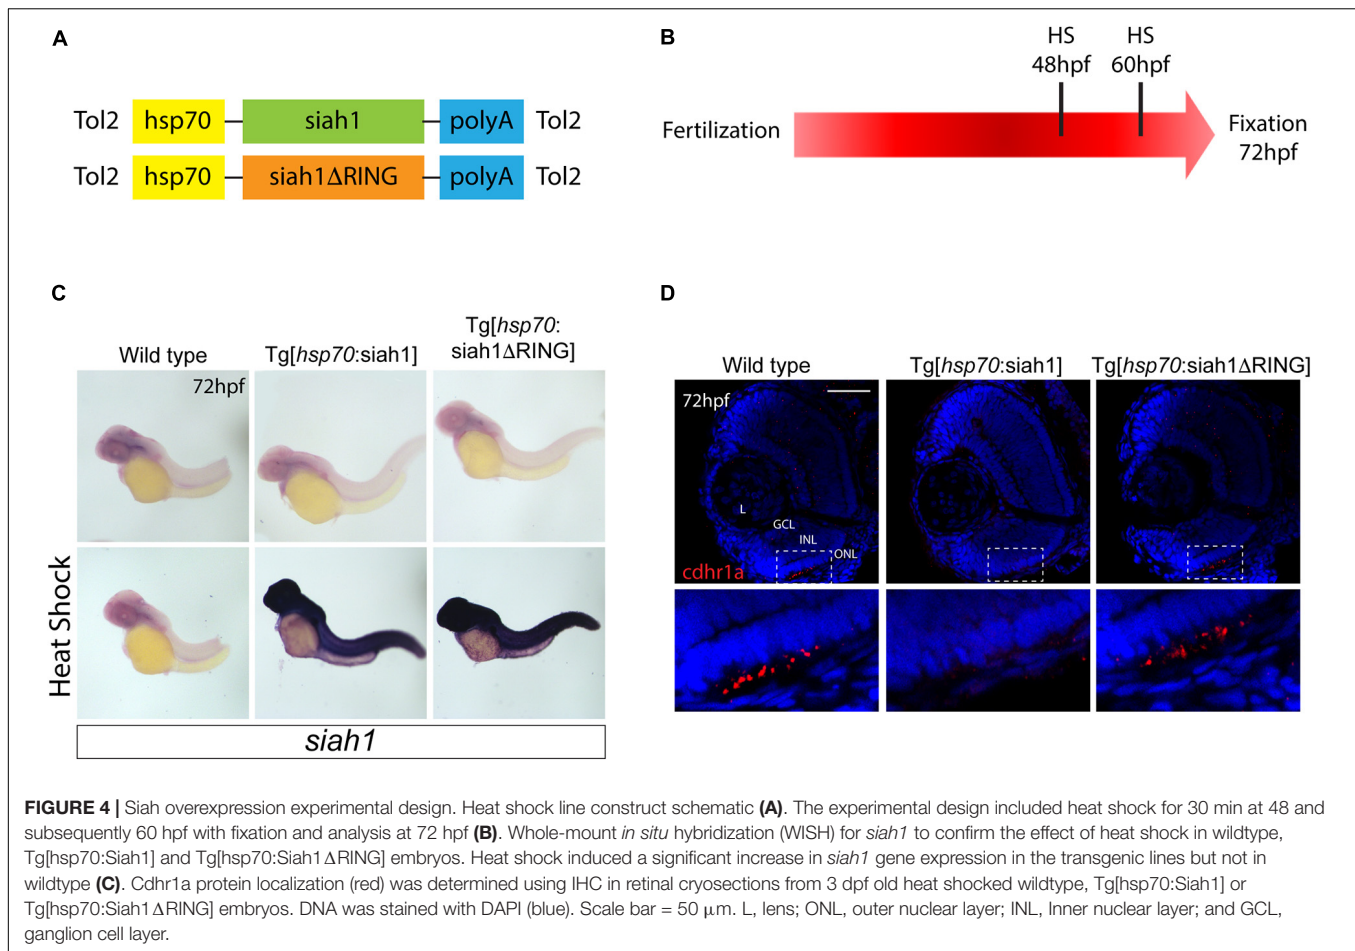 A
Tol2 hsp70 siah1 polyA Tol2
Tol2 hsp70 siah1ΔRING polyA Tol2
B
HS 48hpf
HS 60hpf
Fertilization
Fixation
72hpf
C
Wild type
Tg[hsp70:siah1]
Tg[hsp70:
siah1ΔRING]
72hpf
Heat Shock
siah1
D
Wild type
Tg[hsp70:siah1]
Tg[hsp70:siah1ΔRING]
72hpf
L
GCL
INL
ONL
cdhr1a
FIGURE 4 | Siah overexpression experimental design. Heat shock line construct schematic (A). The experimental design included heat shock for 30 min at 48 and
subsequently 60 hpf with fixation and analysis at 72 hpf (B). Whole-mount in situ hybridization (WISH) for siah1 to confirm the effect of heat shock in wildtype,
Tg[hsp70:Siah1] and Tg[hsp70:Siah1ΔRING] embryos. Heat shock induced a significant increase in siah1 gene expression in the transgenic lines but not in
wildtype (C). Cdhr1a protein localization (red) was determined using IHC in retinal cryosections from 3 dpf old heat shocked wildtype, Tg[hsp70:Siah1] or
Tg[hsp70:Siah1ΔRING] embryos. DNA was stained with DAPI (blue). Scale bar = 50 μm. L, lens; ONL, outer nuclear layer; INL, Inner nuclear layer; and GCL,
ganglion cell layer.